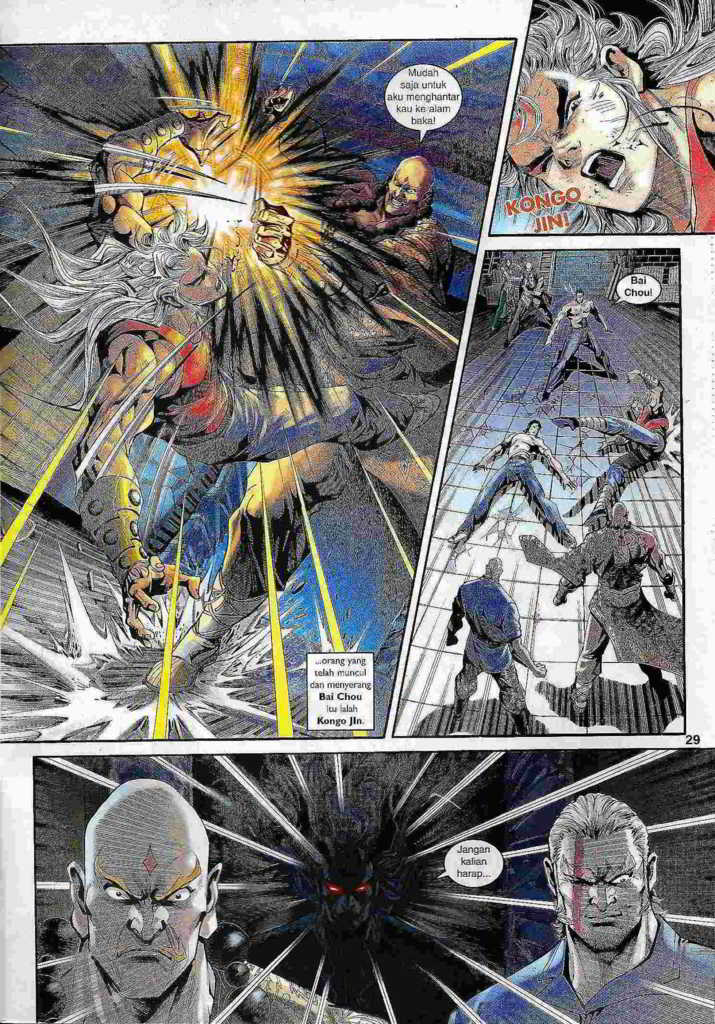 Mudah
saja untuk
aku menghantar
kau ke alam
baka!
KONGO
JIN!
Bai
Chou!
...orang yang
telah muncul
dan menyerang
Bai Chou
itu ialah
Kongo JIn.
29
Jangan
kalian
harap...